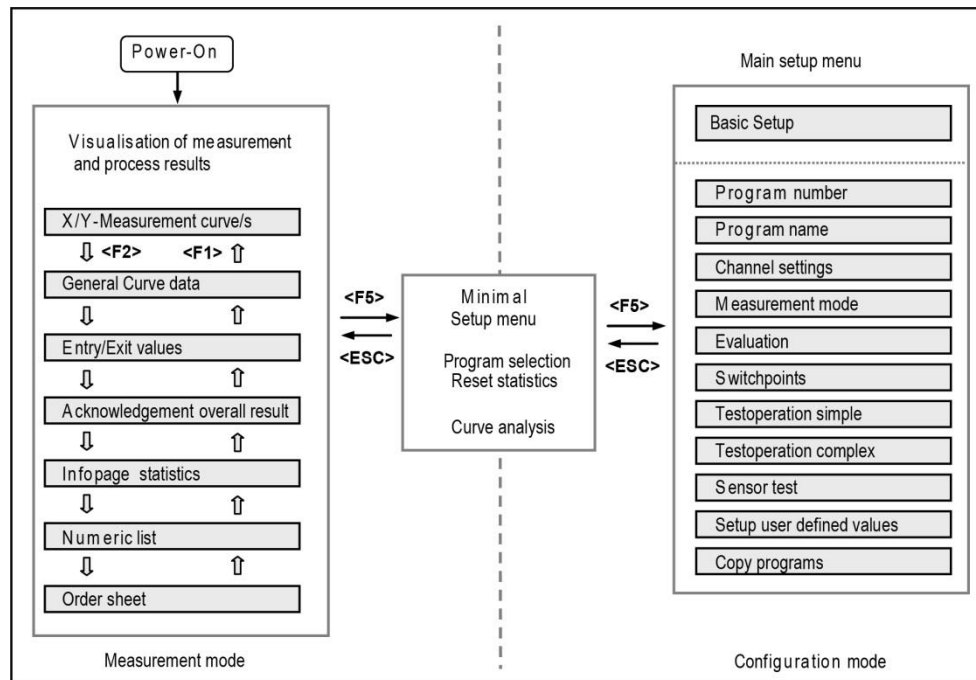 Power-On
Visualisation of measurement
and process results
X/Y-Measurement curve/s
<F2> <F1>
General Curve data
Entry/Exit values
Acknowledgement overall result
Infopage statistics
Numeric list
Order sheet
Measurement mode
<F5>
<ESC>
Minimal
Setup menu
Program selection
Reset statistics
Curve analysis
<F5>
<ESC>
Main setup menu
Basic Setup
Program number
Program name
Channel settings
Measurement mode
Evaluation
Switchpoints
Testoperation simple
Testoperation complex
Sensor test
Setup user defined values
Copy programs
Configuration mode